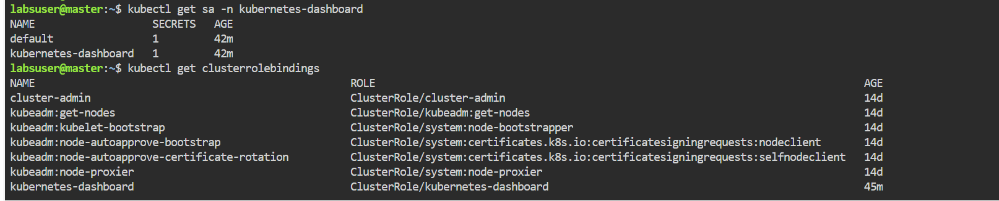 labsuser@master:~$ kubectl get sa -n kubernetes-dashboard
NAME SECRETS AGE
default 1 42m
kubernetes-dashboard 1 42m
labsuser@master:~$ kubectl get clusterrolebindings
NAME ROLE AGE
cluster-admin ClusterRole/cluster-admin 14d
kubeadm:get-nodes ClusterRole/kubeadm:get-nodes 14d
kubeadm:kubelet-bootstrap ClusterRole/system:node-bootstrapper 14d
kubeadm:node-autoapprove-bootstrap ClusterRole/system:certificates.k8s.io:certificatesigningrequests:nodeclient 14d
kubeadm:node-autoapprove-certificate-rotation ClusterRole/system:certificates.k8s.io:certificatesigningrequests:selfnodeclient 14d
kubeadm:node-proxier ClusterRole/system:node-proxier 14d
kubernetes-dashboard ClusterRole/kubernetes-dashboard 45m